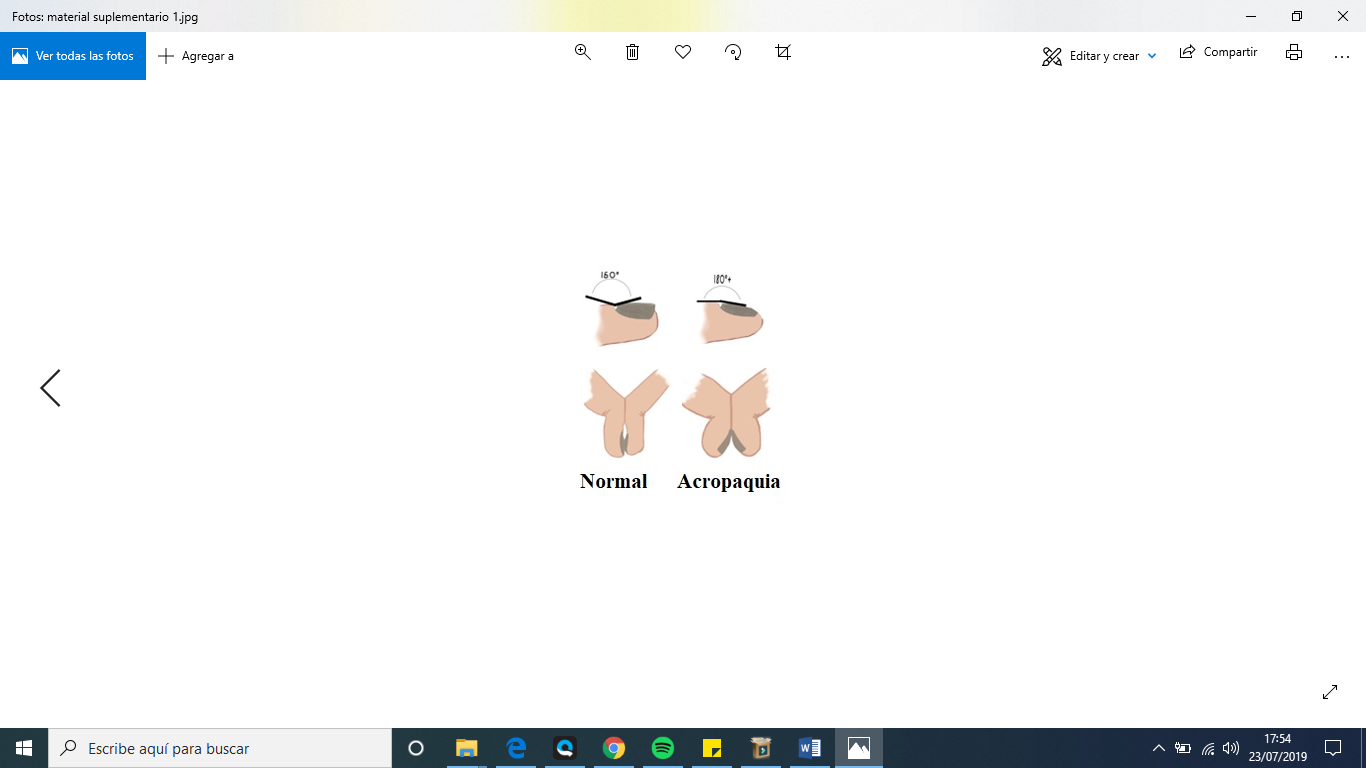 Fotos: material suplementario 1.jpg
Ver todas las fotos
Agregar a
Editar y crear
Compartir
160°
180°+
Normal
Acropaquia
Escribe aquí para buscar
17:54
23/07/2019